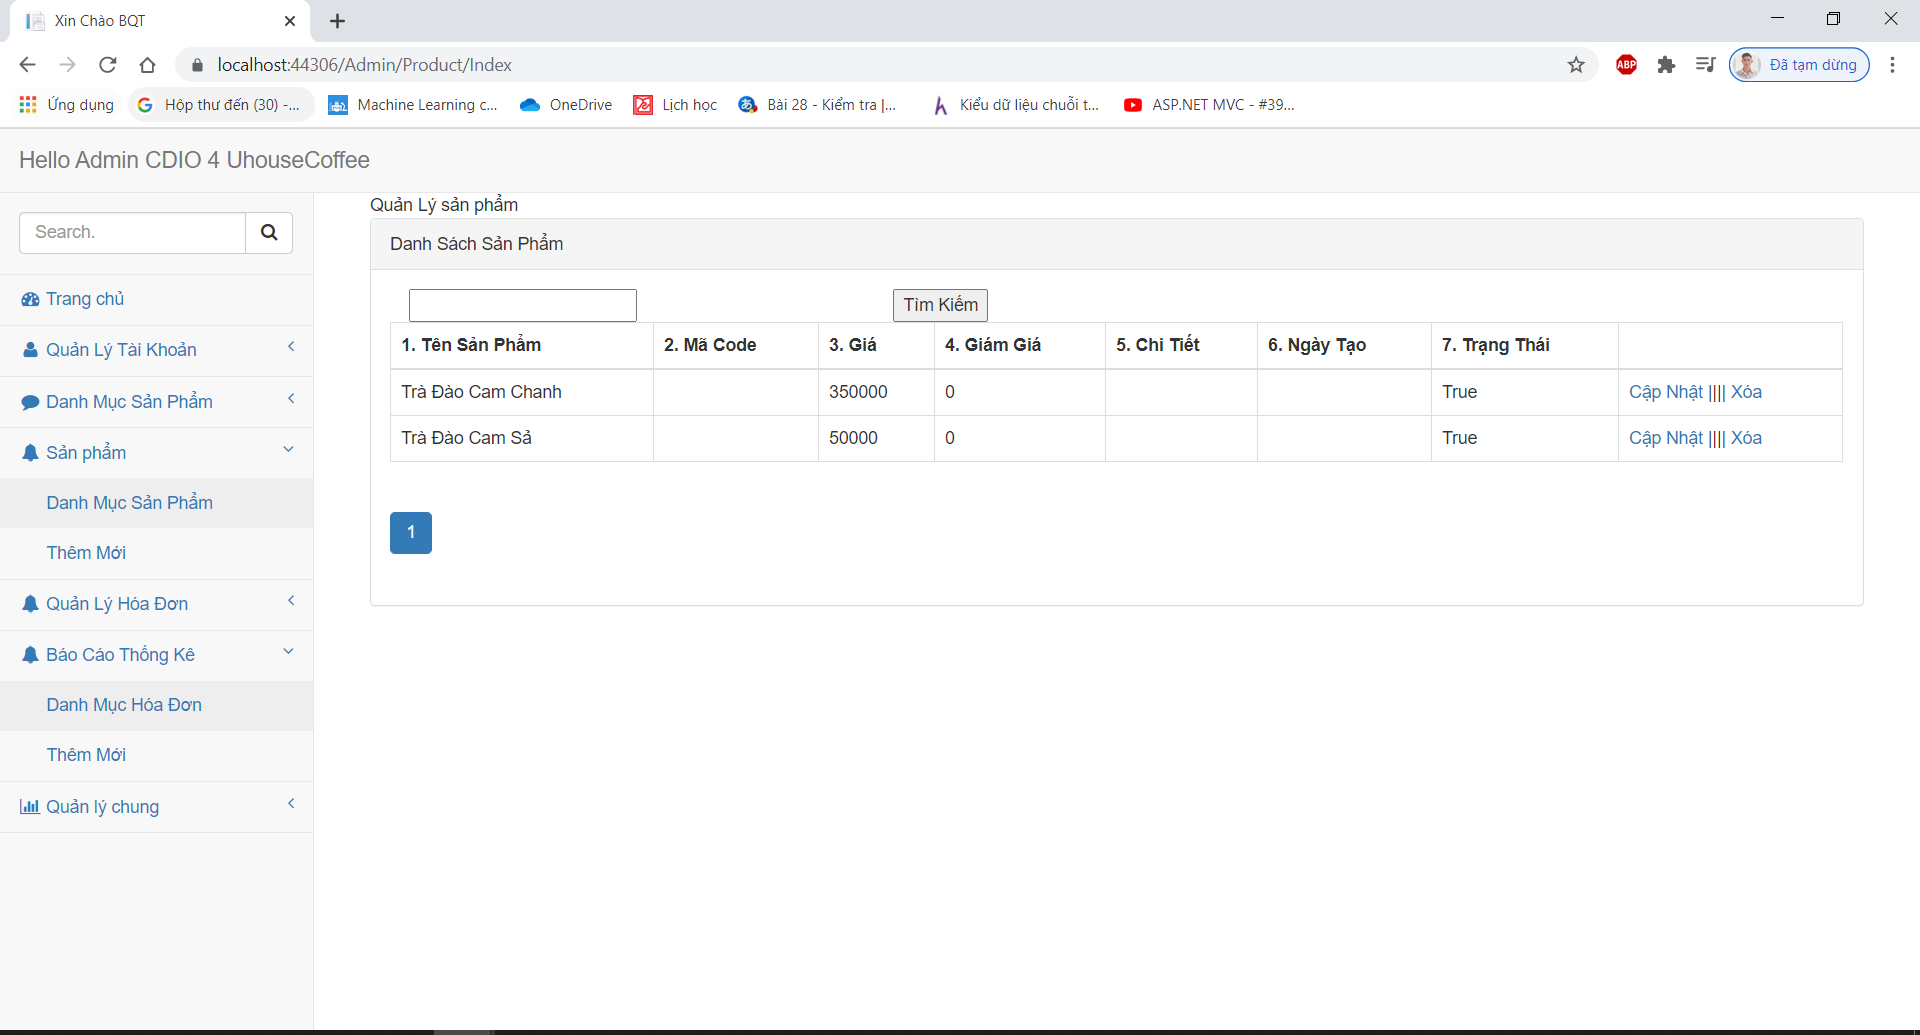 Xin Chào BQT
localhost:44306/Admin/Product/Index
ABP
Đã tạm dừng
Ứng dụng
Hộp thư đến (30) -...
Machine Learning c...
OneDrive
Lịch học
Bài 28 - Kiểm tra |...
Kiểu dữ liệu chuỗi t...
ASP.NET MVC - #39...
Hello Admin CDIO 4 UhouseCoffee
Search.
Trang chủ
Quản Lý Tài Khoản
Danh Mục Sản Phẩm
Sản phẩm
Danh Mục Sản Phẩm
Thêm Mới
Quản Lý Hóa Đơn
Báo Cáo Thống Kê
Danh Mục Hóa Đơn
Thêm Mới
Quản lý chung
Quản Lý sản phẩm
Danh Sách Sản Phẩm
Tìm Kiếm
1. Tên Sản Phẩm 2. Mã Code 3. Giá 4. Giám Giá 5. Chi Tiết 6. Ngày Tạo 7. Trạng Thái
Trà Đào Cam Chanh 350000 0 True Cập Nhật |||| Xóa
Trà Đào Cam Sả 50000 0 True Cập Nhật |||| Xóa
1